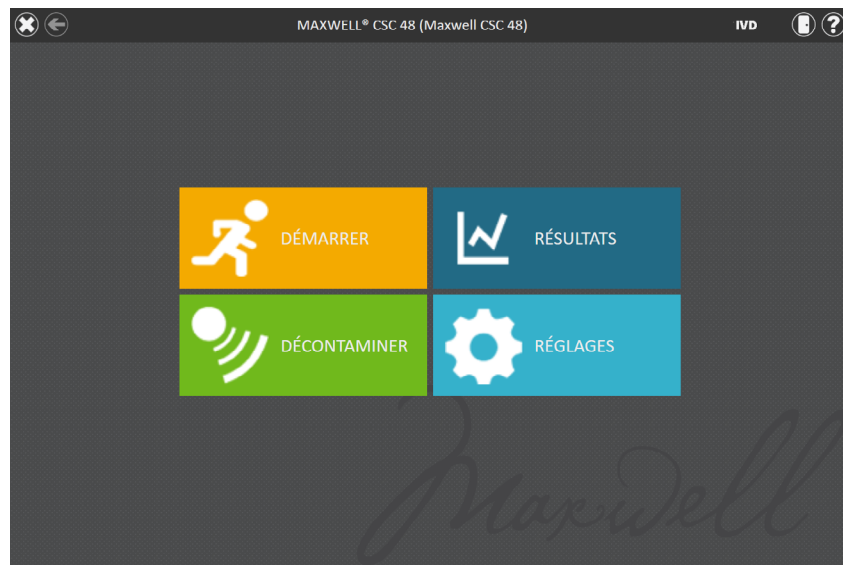 MAXWELL® CSC 48 (Maxwell CSC 48)
IVD
?
DÉMARRER
RÉSULTATS
DÉCONTAMINER
RÉGLAGES
Maxwell